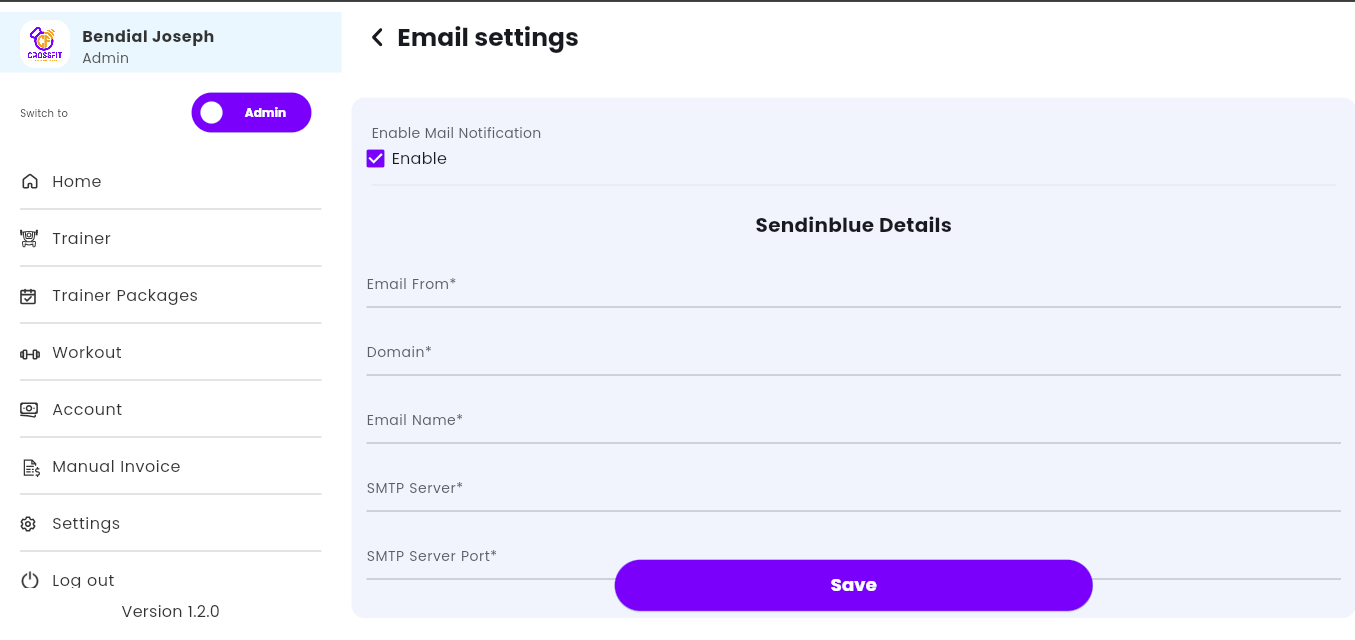 Bendial Joseph
Admin
CROSSFIT
Switch to
Admin
Home
Trainer
Trainer Packages
Workout
Account
Manual Invoice
Settings
Log out
Version 1.2.0
Email settings
Enable Mail Notification
Enable
Sendinblue Details
Email From*
Domain*
Email Name*
SMTP Server*
SMTP Server Port*
Save